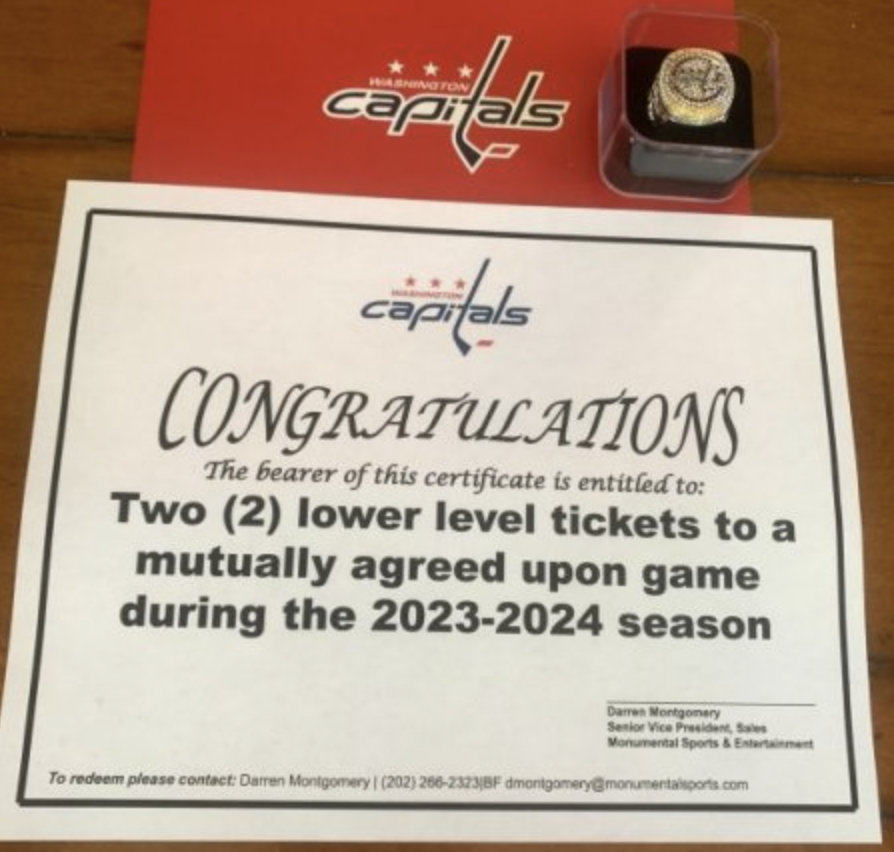 WASHINGTON
capitals
WASHINGTON
capitals
CONGRATULATIONS
The bearer of this certificate is entitled to:
Two (2) lower level tickets to a
mutually agreed upon game
during the 2023-2024 season
Darren Montgomery
Senior Vice President, Sales
Monumental Sports & Entertainment
To redeem please contact: Darren Montgomery | (202) 266-2323|BF dmontgomery@monumentalsports.com